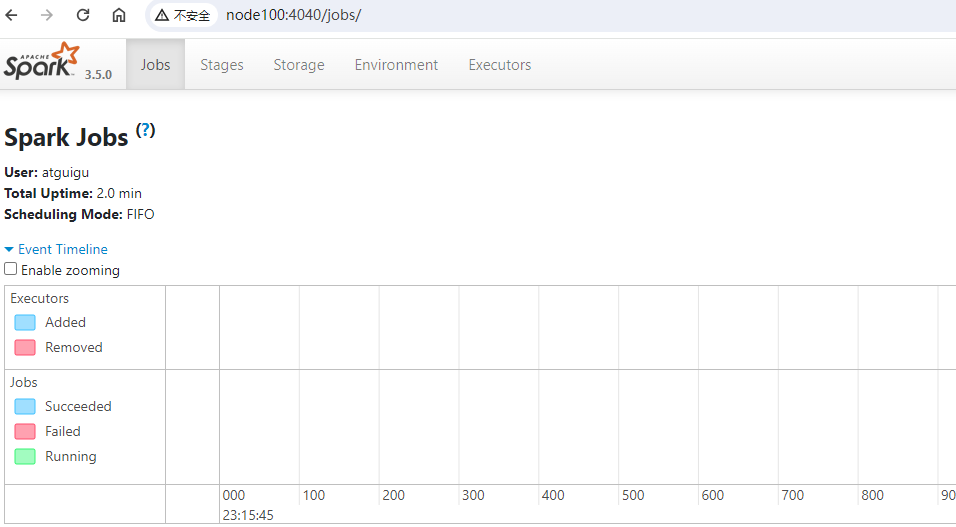 不安全 node100:4040/jobs/
APACHE
Spark 3.5.0 Jobs Stages Storage Environment Executors
Spark Jobs (?)
User: atguigu
Total Uptime: 2.0 min
Scheduling Mode: FIFO
Event Timeline
Enable zooming
Executors
Added
Removed
Jobs
Succeeded
Failed
Running
000 100 200 300 400 500 600 700 800 90
23:15:45